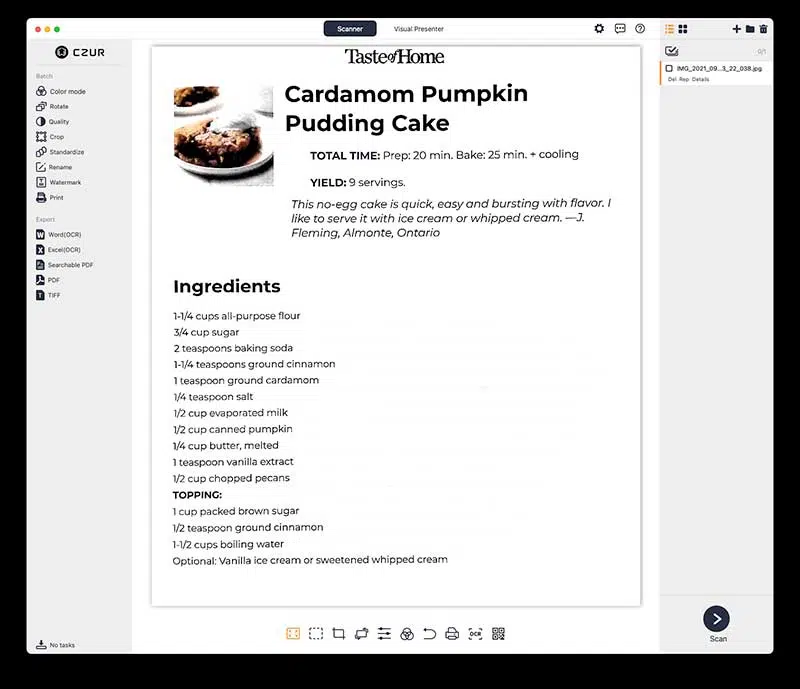 Scanner
Visual Presenter
CZUR
Batch
Color mode
Rotate
Quality
Crop
Standardize
Rename
Watermark
Print
Export
Word(OCR)
Excel(OCR)
Searchable PDF
PDF
TIFF
No tasks
Taste of Home
Cardamom Pumpkin
Pudding Cake
TOTAL TIME: Prep: 20 min. Bake: 25 min. + cooling
YIELD: 9 servings.
This no-egg cake is quick, easy and bursting with flavor. I
like to serve it with ice cream or whipped cream. —J.
Fleming, Almonte, Ontario
Ingredients
1-1/4 cups all-purpose flour
3/4 cup sugar
2 teaspoons baking soda
1-1/4 teaspoons ground cinnamon
1 teaspoon ground cardamom
1/4 teaspoon salt
1/2 cup evaporated milk
1/2 cup canned pumpkin
1/4 cup butter, melted
1 teaspoon vanilla extract
1/2 cup chopped pecans
TOPPING:
1 cup packed brown sugar
1/2 teaspoon ground cinnamon
1-1/2 cups boiling water
Optional: Vanilla ice cream or sweetened whipped cream
OCR
0/1
IMG_2021_09...3_22_038.jpg
Del Rep Details
Scan